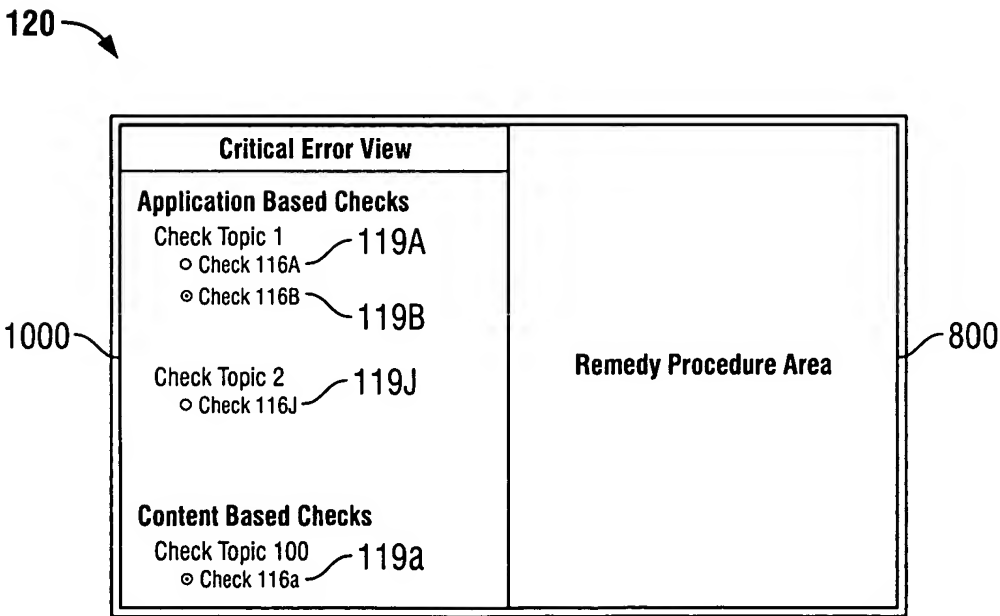 120
Critical Error View
Application Based Checks
Check Topic 1
Check 116A
119A
Check 116B
119B
1000
Check Topic 2
Check 116J
119J
Content Based Checks
Check Topic 100
Check 116a
119a
Remedy Procedure Area
800